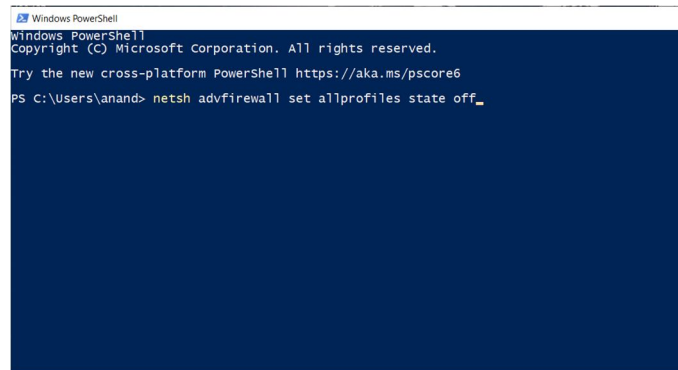 Windows PowerShell
Windows PowerShell
Copyright (C) Microsoft Corporation. All rights reserved.
Try the new cross-platform PowerShell https://aka.ms/pscore6
PS C:\Users\anand> netsh advfirewall set allprofiles state off_